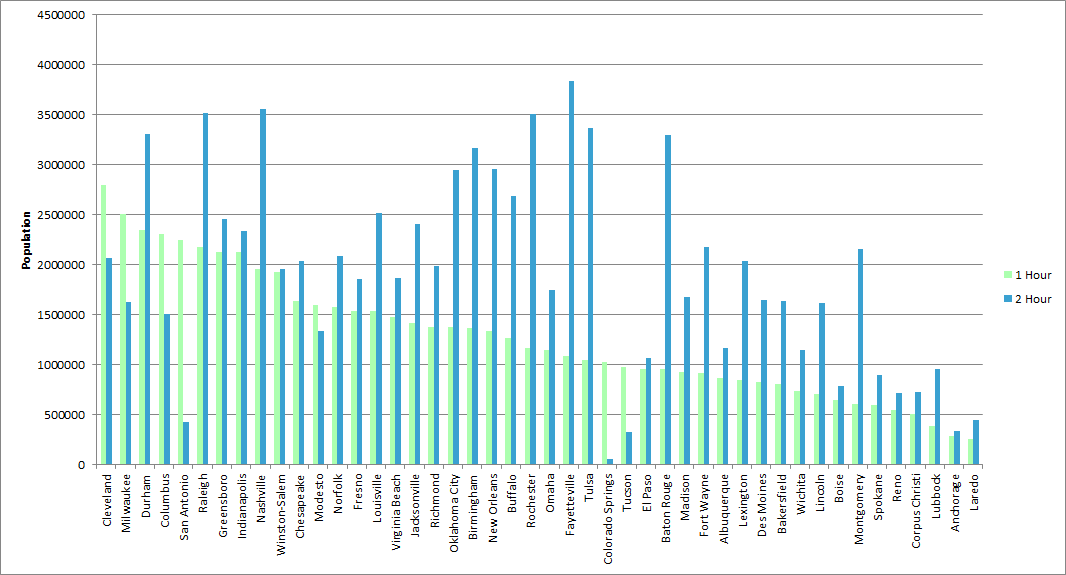 4500000
4000000
3500000
3000000
2500000
2000000
1500000
1000000
500000
0
Population
Cleveland
Milwaukee
Durham
Columbus
San Antonio
Raleigh
Greensboro
Indianapolis
Nashville
Winston-Salem
Chesapeake
Modesto
Norfolk
Fresno
Louisville
Virginia Beach
Jacksonville
Richmond
Oklahoma City
Birmingham
New Orleans
Buffalo
Rochester
Omaha
Fayetteville
Tulsa
Colorado Springs
Tucson
El Paso
Baton Rouge
Madison
Fort Wayne
Albuquerque
Lexington
Des Moines
Bakersfield
Wichita
Lincoln
Boise
Montgomery
Spokane
Reno
Corpus Christi
Lubbock
Anchorage
Laredo
1 Hour
2 Hour